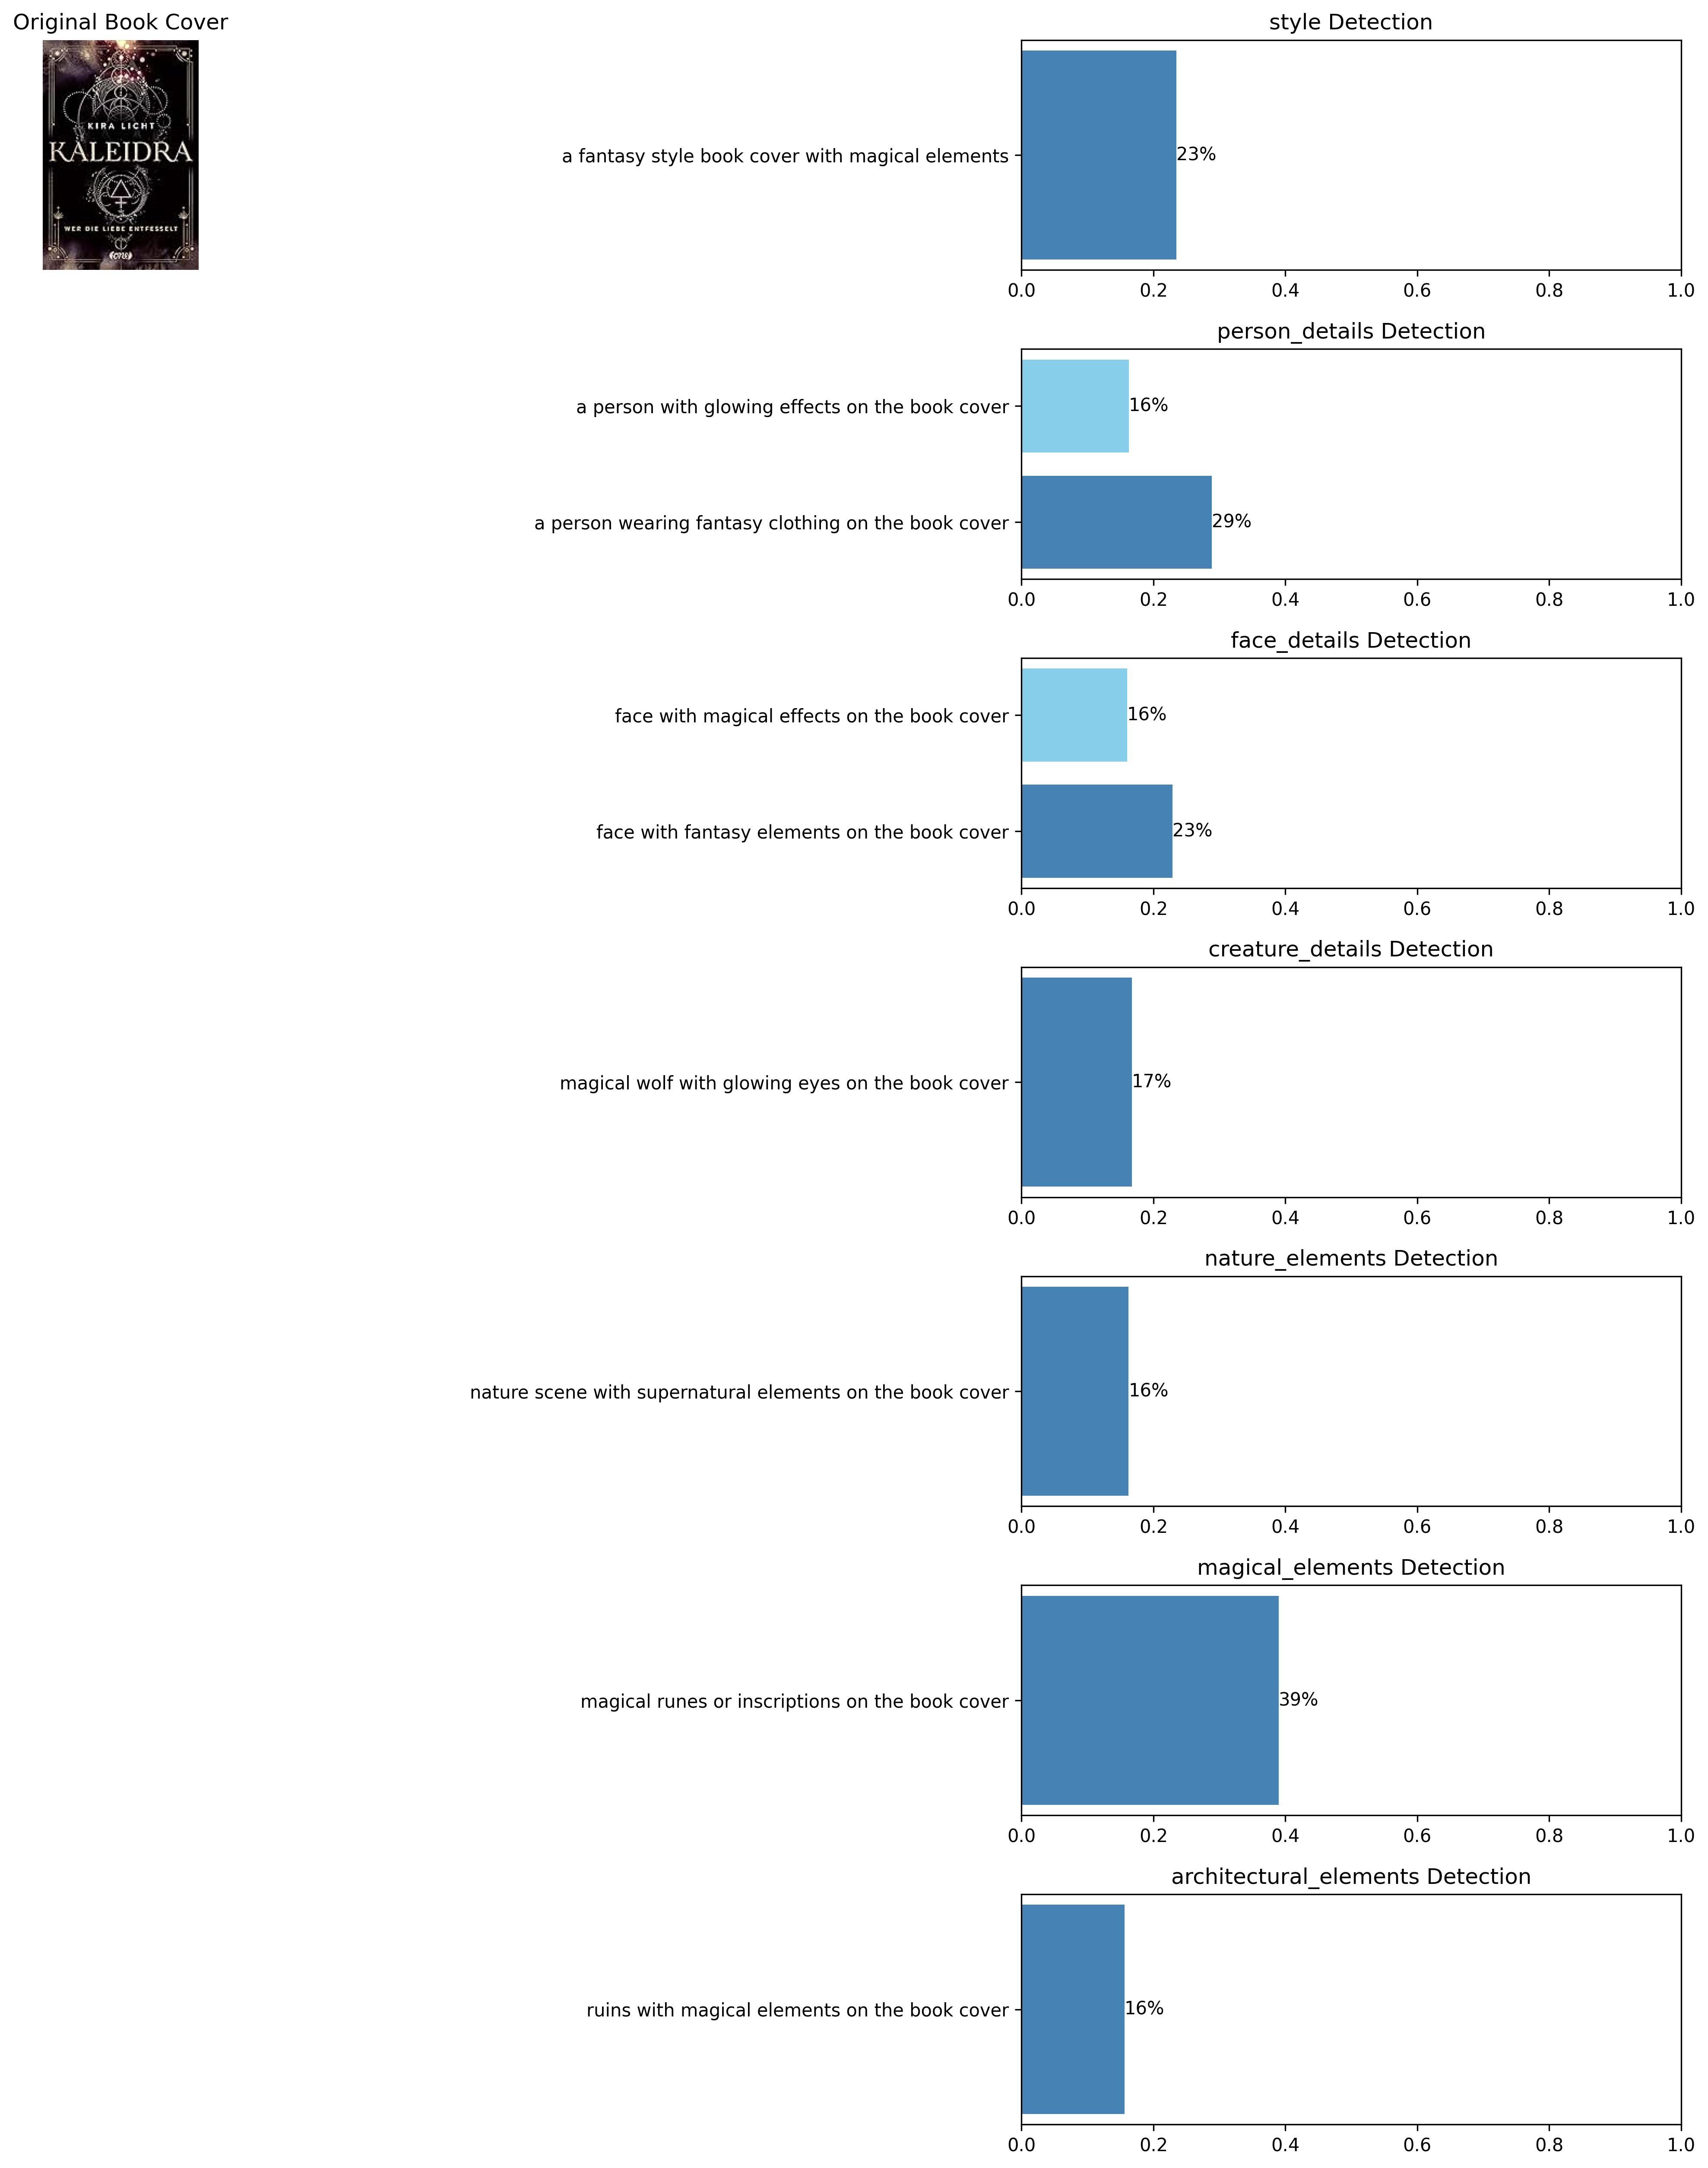 Original Book Cover
KIRA LICHT
KALEIDRA
WER DIE LIEBE ENTFESSELT
one
style Detection
a fantasy style book cover with magical elements
23%
0.0 0.2 0.4 0.6 0.8 1.0
person_details Detection
a person with glowing effects on the book cover
16%
a person wearing fantasy clothing on the book cover
29%
0.0 0.2 0.4 0.6 0.8 1.0
face_details Detection
face with magical effects on the book cover
16%
face with fantasy elements on the book cover
23%
0.0 0.2 0.4 0.6 0.8 1.0
creature_details Detection
magical wolf with glowing eyes on the book cover
17%
0.0 0.2 0.4 0.6 0.8 1.0
nature_elements Detection
nature scene with supernatural elements on the book cover
16%
0.0 0.2 0.4 0.6 0.8 1.0
magical_elements Detection
magical runes or inscriptions on the book cover
39%
0.0 0.2 0.4 0.6 0.8 1.0
architectural_elements Detection
ruins with magical elements on the book cover
16%
0.0 0.2 0.4 0.6 0.8 1.0